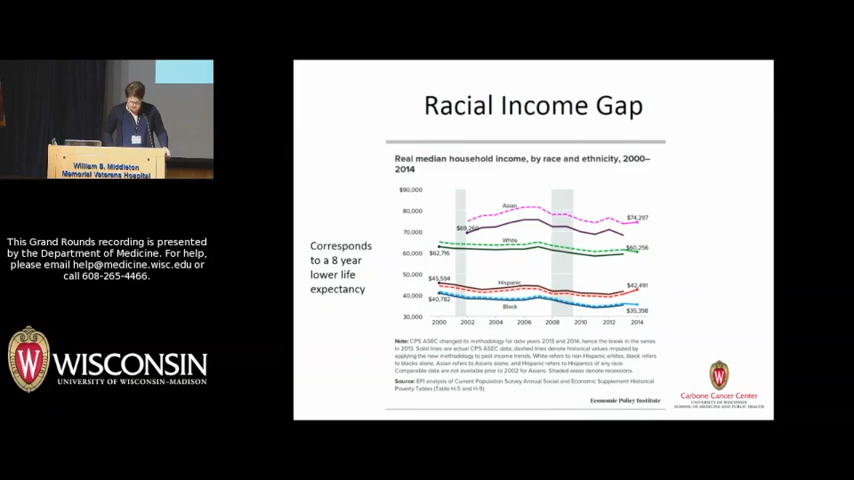 William S. Middleton
Memorial Veterans Hospital
This Grand Rounds recording is presented
by the Department of Medicine. For help,
please email help@medicine.wisc.edu or
call 608-265-4466.
W
WISCONSIN
UNIVERSITY OF WISCONSIN–MADISON
Racial Income Gap
Corresponds
to a 8 year
lower life
expectancy
Real median household income, by race and ethnicity, 2000–
2014
$90,000
80,000
70,000
60,000
50,000
40,000
30,000
Asian
$74,297
$69,260
White
$62,716
$60,256
$45,594
Hispanic
$42,491
$40,782
Black
$35,398
2000 2002 2004 2006 2008 2010 2012 2014
Note: CPS ASEC changed its methodology for data years 2013 and 2014, hence the break in the series
in 2013. Solid lines are actual CPS ASEC data; dashed lines denote historical values imputed by
applying the new methodology to past income trends. White refers to non-Hispanic whites, black refers
to blacks alone, Asian refers to Asians alone, and Hispanic refers to Hispanics of any race.
Comparable data are not available prior to 2002 for Asians. Shaded areas denote recessions.
Source: EPI analysis of Current Population Survey Annual Social and Economic Supplement Historical
Poverty Tables (Table H-5 and H-9)
Economic Policy Institute
W
Carbone Cancer Center
UNIVERSITY OF WISCONSIN
SCHOOL OF MEDICINE AND PUBLIC HEALTH